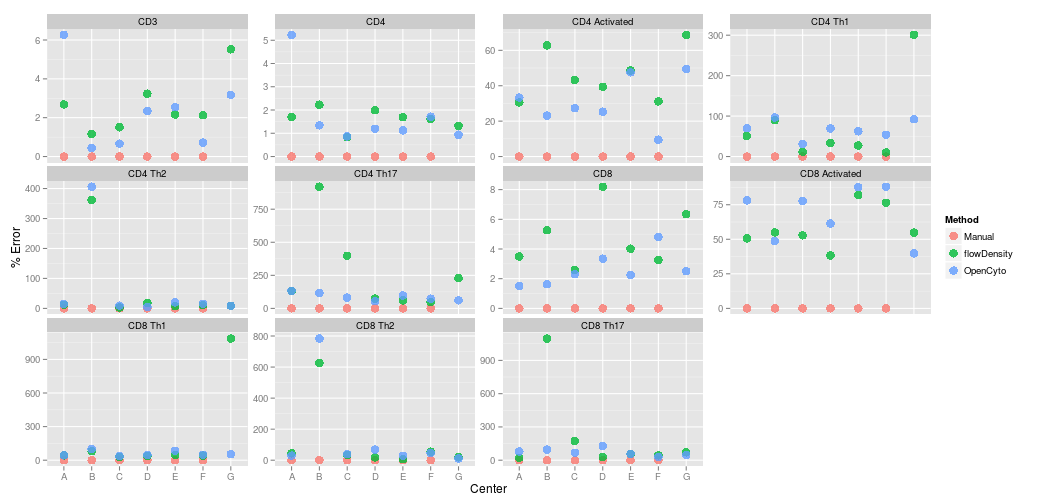 CD3 CD4 CD4 Activated CD4 Th1
6 4 2 0
5 4 3 2 1 0
60 40 20 0
300 200 100 0
CD4 Th2 CD4 Th17 CD8 CD8 Activated
400 300 200 100 0
750 500 250 0
8 6 4 2 0
75 50 25 0
CD8 Th1 CD8 Th2 CD8 Th17
900 600 300 0
800 600 400 200 0
900 600 300 0
A B C D E F G
A B C D E F G
A B C D E F G
Center
% Error
Method
Manual
flowDensity
OpenCyto